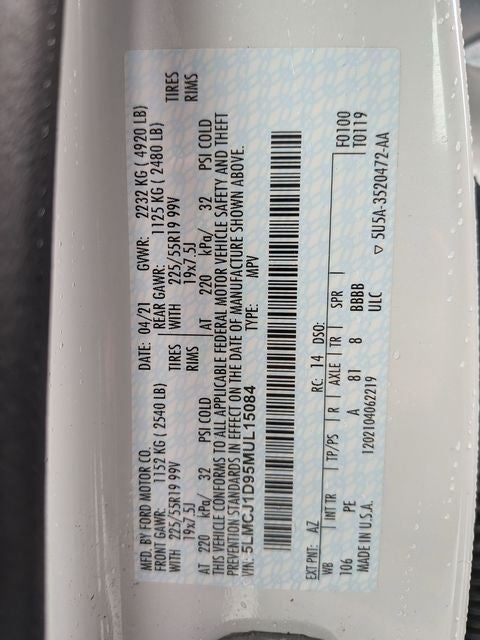 MFD. BY FORD MOTOR CO.
DATE: 04/21 GVWR: 2232 KG ( 4920 LB)
FRONT GAWR: 1152 KG ( 2540 LB) REAR GAWR: 1125 KG ( 2480 LB)
WITH 225/55R19 99V TIRES WITH 225/55R19 99V TIRES
19x7.5J RIMS 19x7.5J RIMS
AT 220 kPa/ 32 PSI COLD AT 220 kPa/ 32 PSI COLD
THIS VEHICLE CONFORMS TO ALL APPLICABLE FEDERAL MOTOR VEHICLE SAFETY AND THEFT
PREVENTION STANDARDS IN EFFECT ON THE DATE OF MANUFACTURE SHOWN ABOVE.
VIN: 5LMCJ1D95MUL15084 TYPE: MPV
F0100
EXT PNT: AZ RC: 14 DSO: T0119
WB INT TR TP/PS R AXLE TR SPR
106 PE A 81 8 BBBB
ULC
MADE IN U.S.A. 1202104062219 ▽ 5U5A-3520472-AA